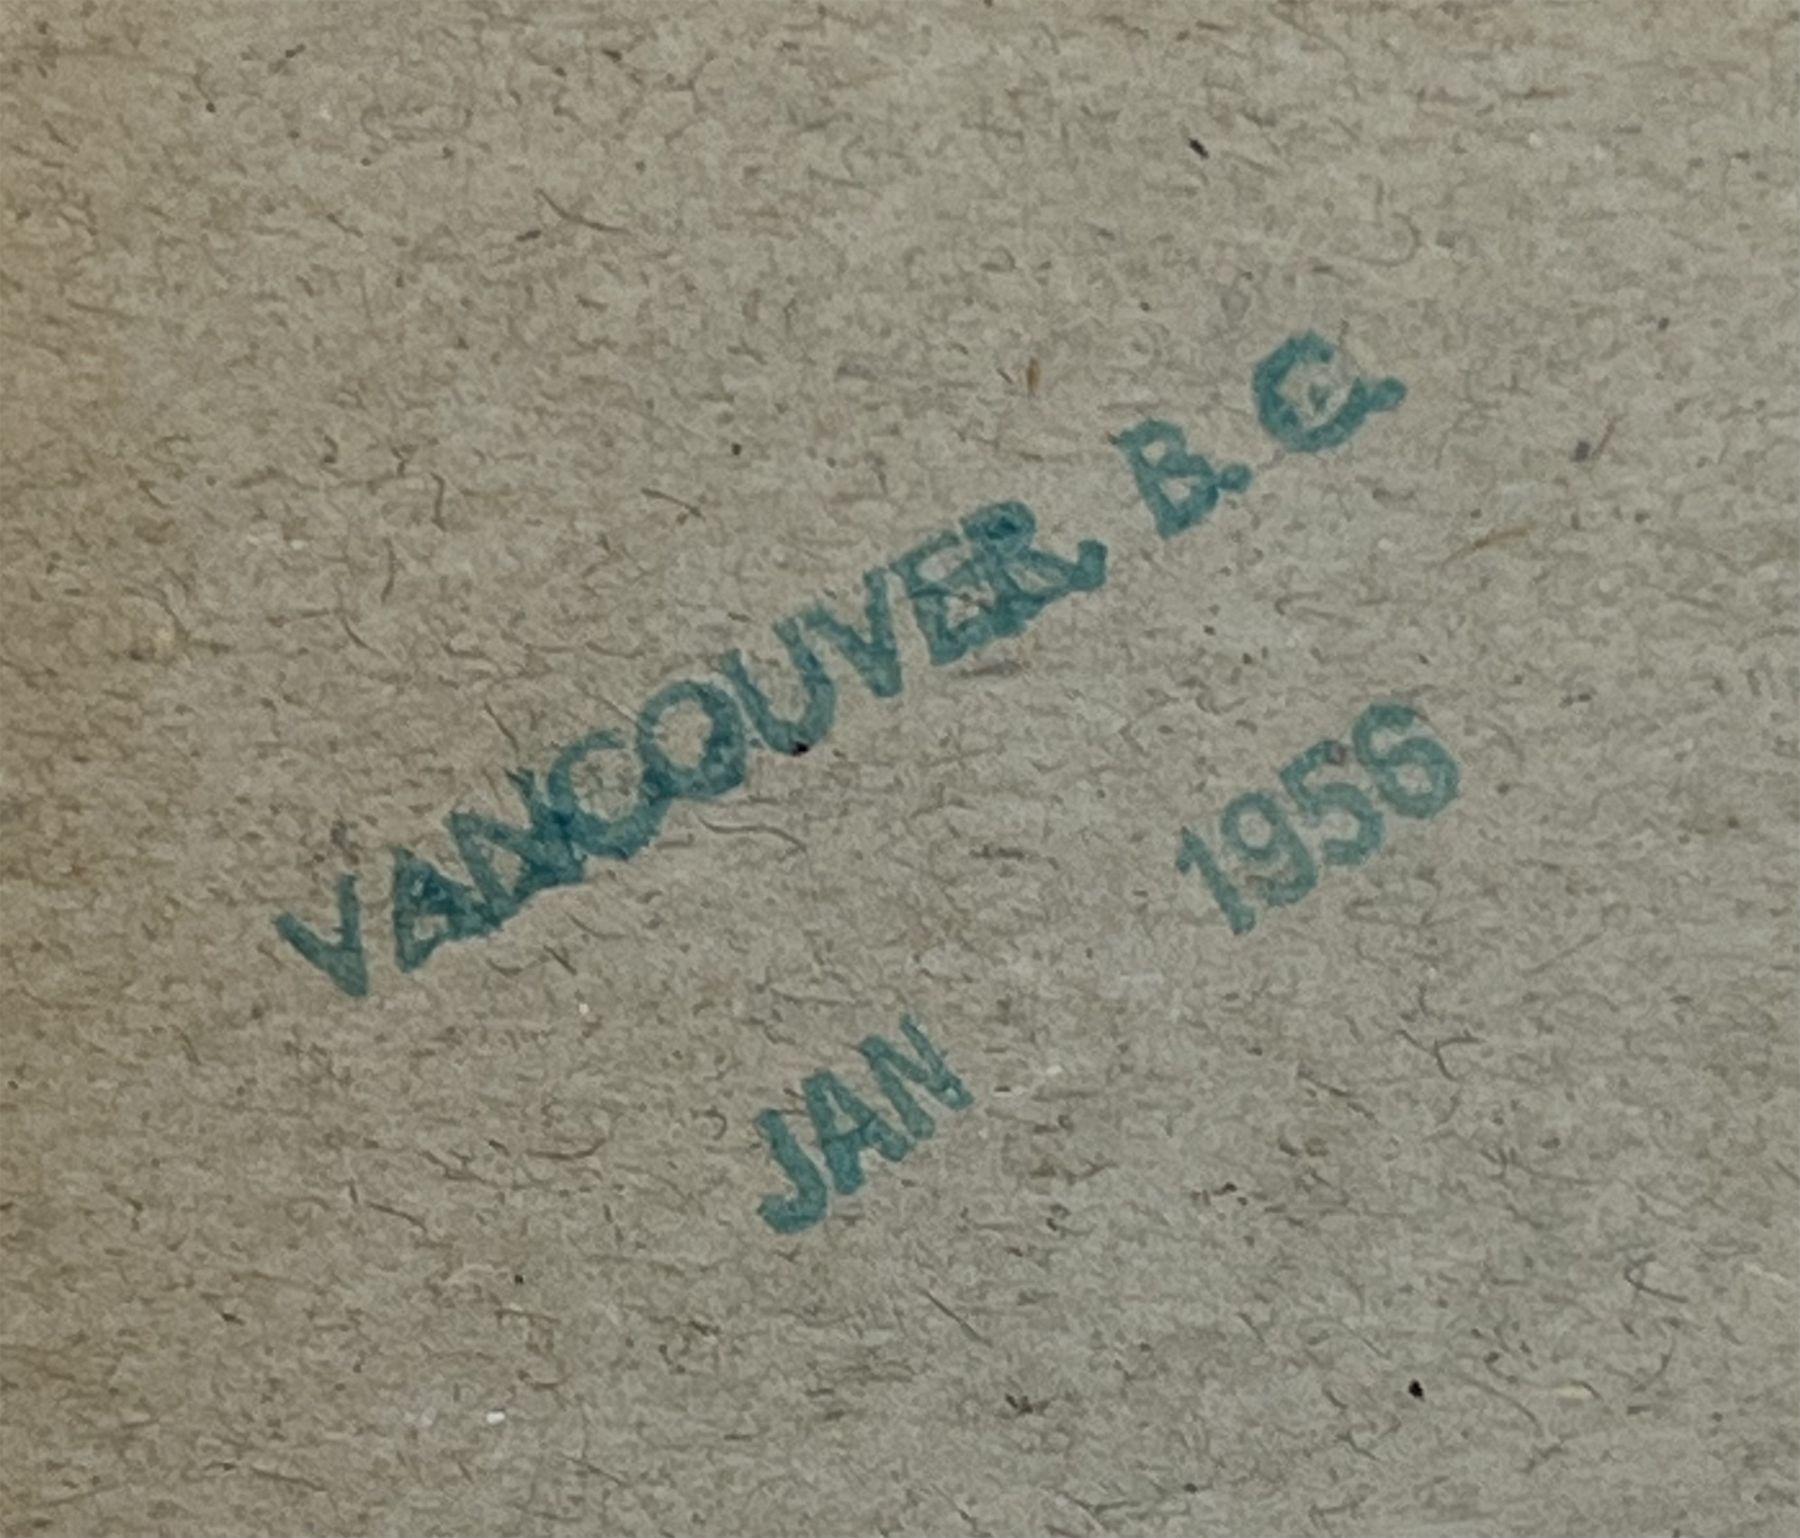 VANCOUVER, B.C.
JAN 1956